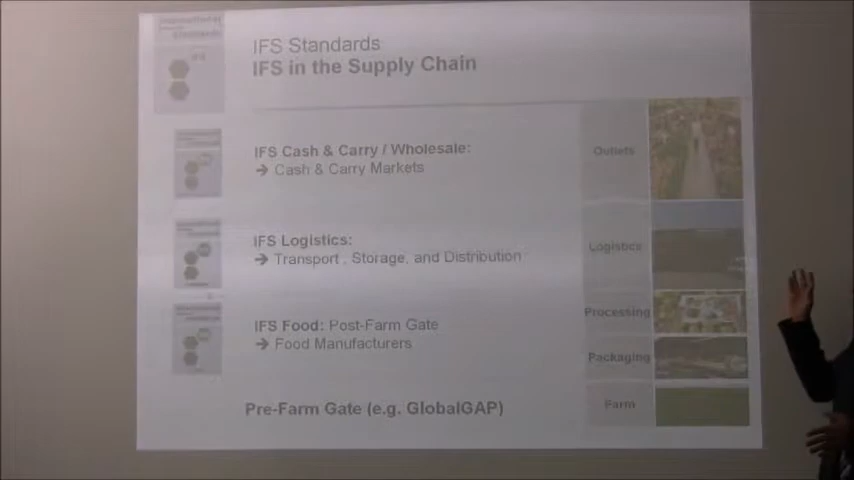 IFS Standards
IFS in the Supply Chain
IFS Cash & Carry / Wholesale:
→ Cash & Carry Markets
Outlets
IFS Logistics:
→ Transport , Storage, and Distribution
Logistics
IFS Food: Post-Farm Gate
→ Food Manufacturers
Processing
Packaging
Pre-Farm Gate (e.g. GlobalGAP)
Farm